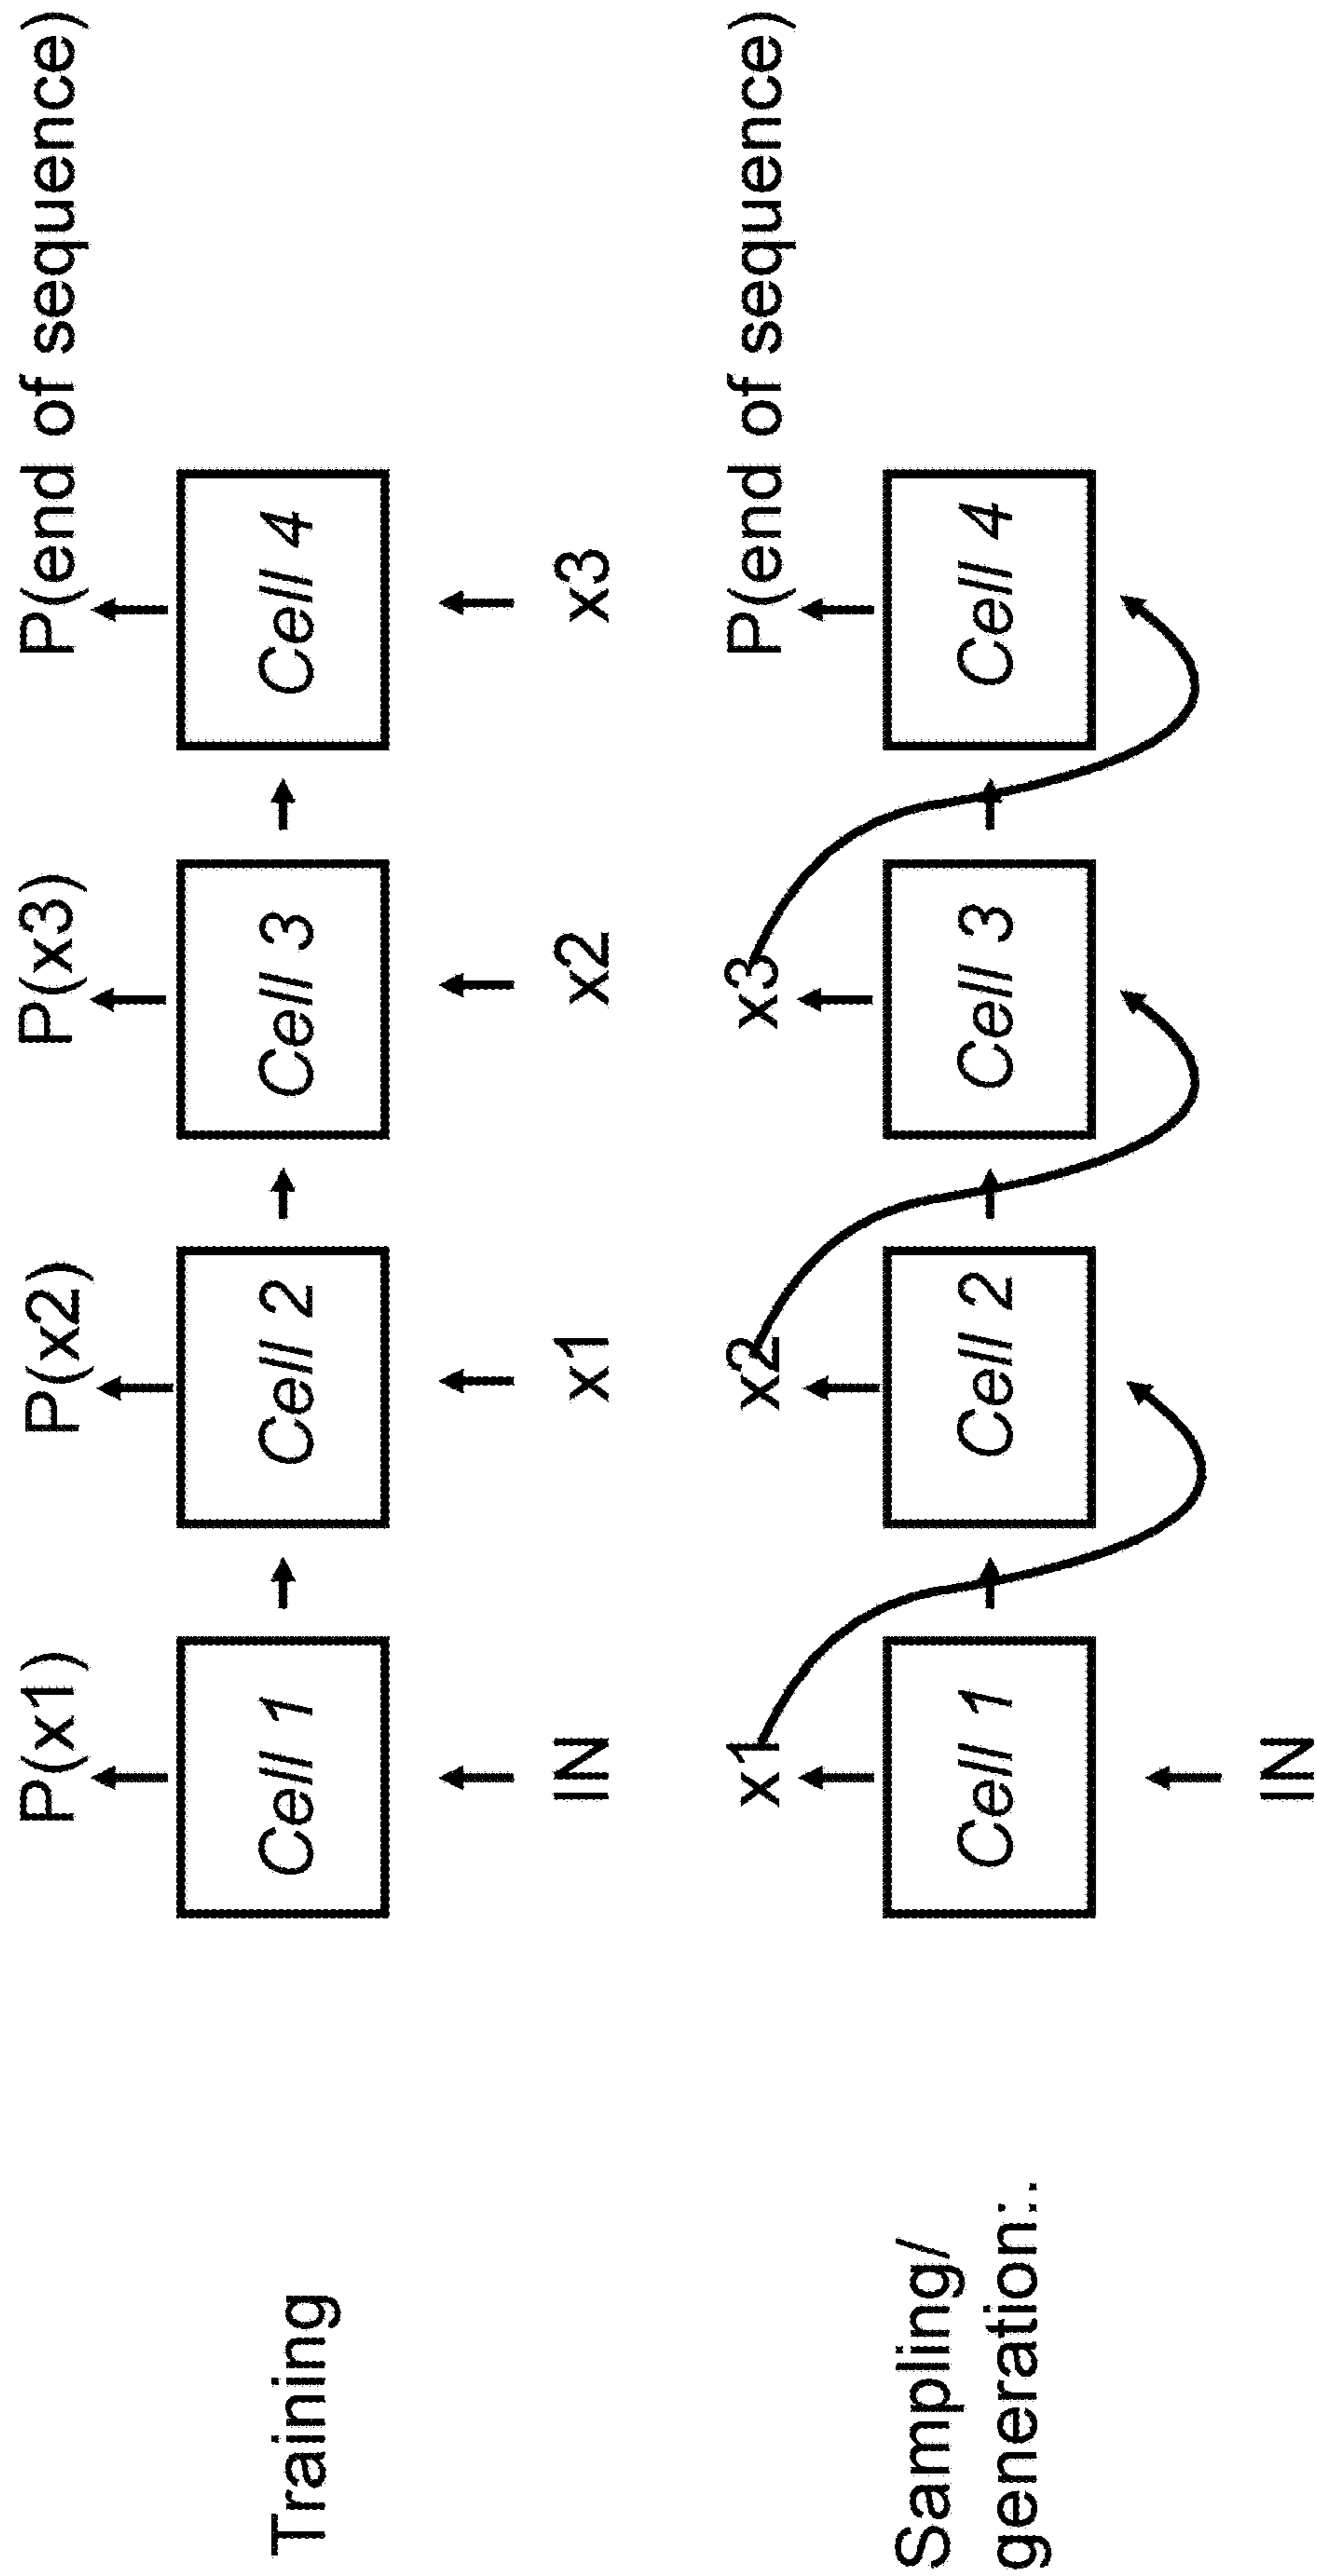 P(x1) P(x2) P(x3) P(end of sequence)
Training Cell 1 Cell 2 Cell 3 Cell 4
IN x1 x2 x3
x1 x2 x3 P(end of sequence)
Sampling/
generation:. Cell 1 Cell 2 Cell 3 Cell 4
IN